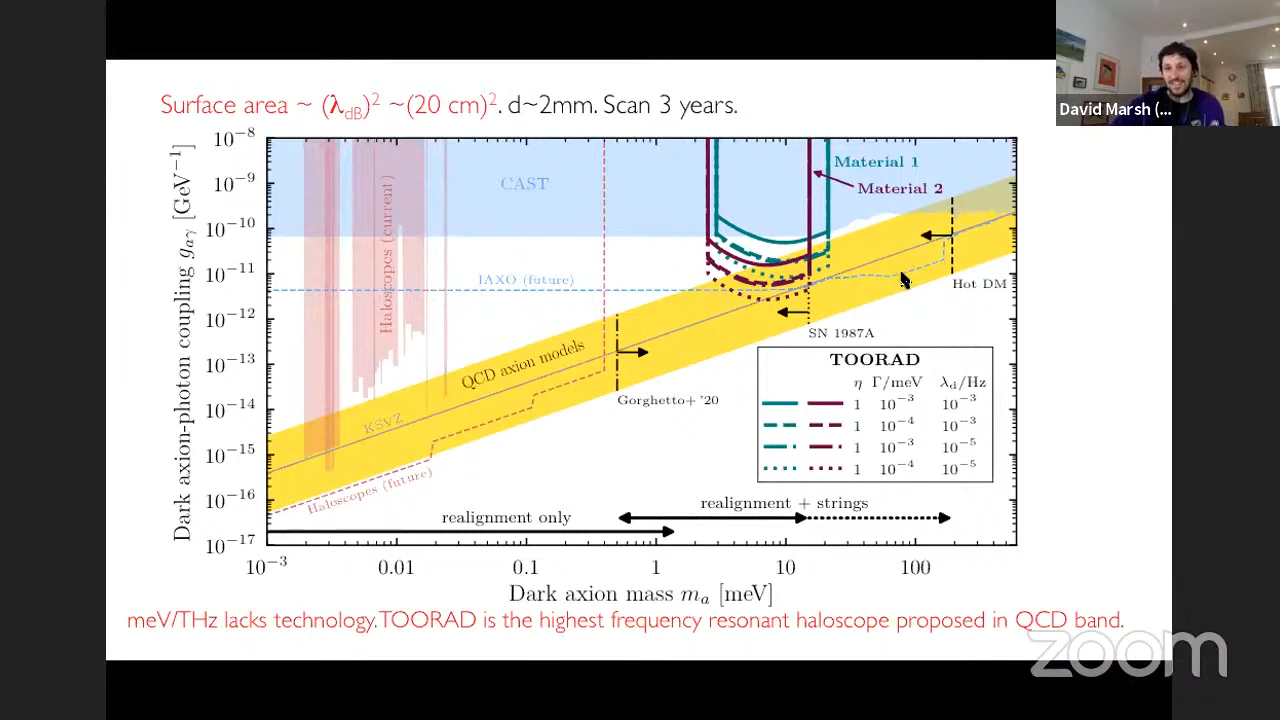 David Marsh (...
Surface area ~ (λdB)² ~(20 cm)². d~2mm. Scan 3 years.
Dark axion-photon coupling gaγ [GeV⁻¹]
10⁻⁸
10⁻⁹
10⁻¹⁰
10⁻¹¹
10⁻¹²
10⁻¹³
10⁻¹⁴
10⁻¹⁵
10⁻¹⁶
10⁻¹⁷
CAST
Haloscopes (current)
IAXO (future)
Material 1
Material 2
Hot DM
SN 1987A
QCD axion models
KSVZ
Haloscopes (future)
Gorghetto+ '20
TOORAD
η Γ/meV λd/Hz
1 10⁻³ 10⁻³
1 10⁻⁴ 10⁻³
1 10⁻³ 10⁻⁵
1 10⁻⁴ 10⁻⁵
realignment + strings
realignment only
10⁻³ 0.01 0.1 1 10 100
Dark axion mass ma [meV]
meV/THz lacks technology. TOORAD is the highest frequency resonant haloscope proposed in QCD band.
zoom